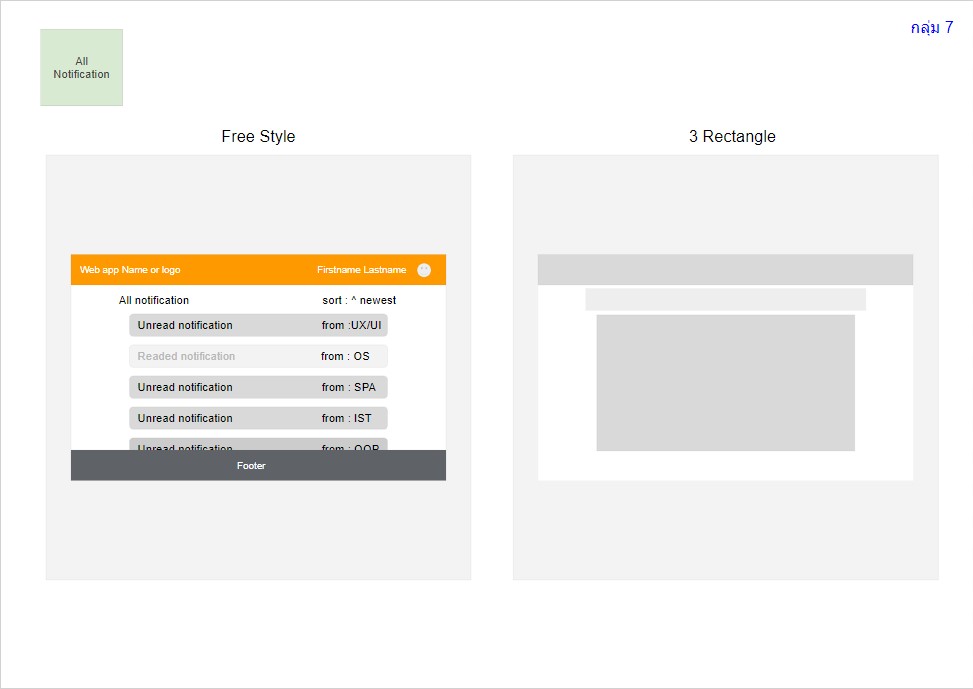 กลุ่ม 7
All
Notification
Free Style
3 Rectangle
Web app Name or logo
Firstname Lastname
All notification
sort : ^ newest
Unread notification
from :UX/UI
Readed notification
from : OS
Unread notification
from : SPA
Unread notification
from : IST
Unread notification
from :
Footer